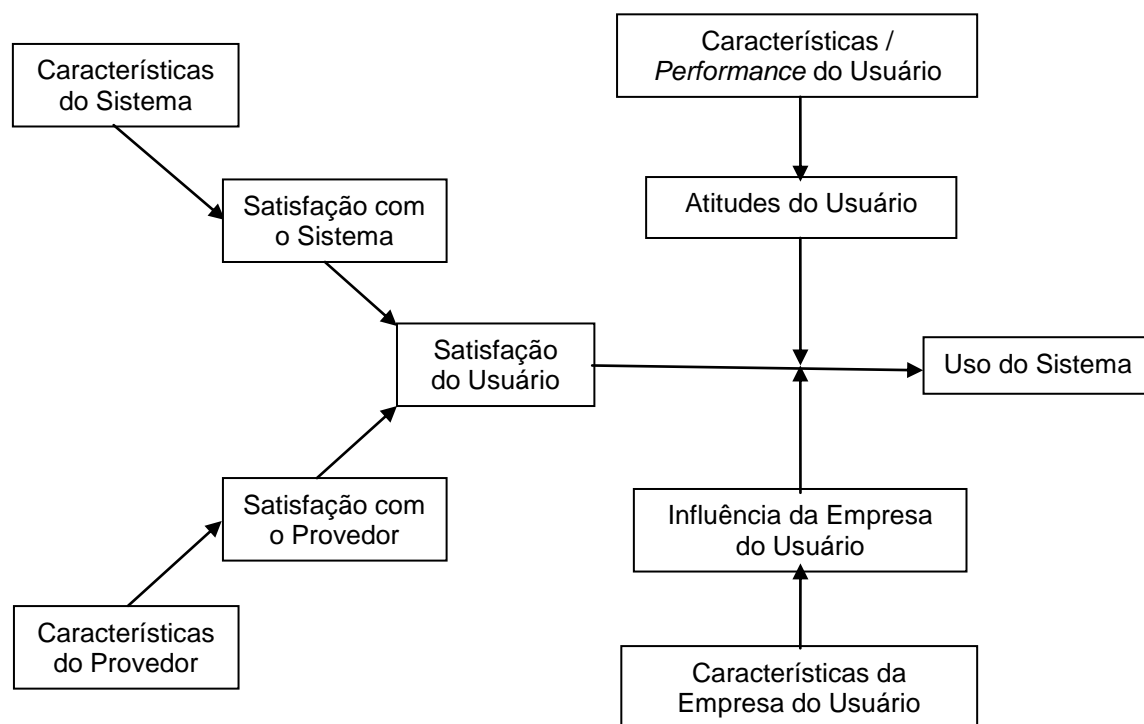 Características /
Performance do Usuário
Características
do Sistema
Satisfação com
o Sistema
Atitudes do Usuário
Satisfação
do Usuário
Uso do Sistema
Satisfação com
o Provedor
Influência da Empresa
do Usuário
Características
do Provedor
Características da
Empresa do Usuário